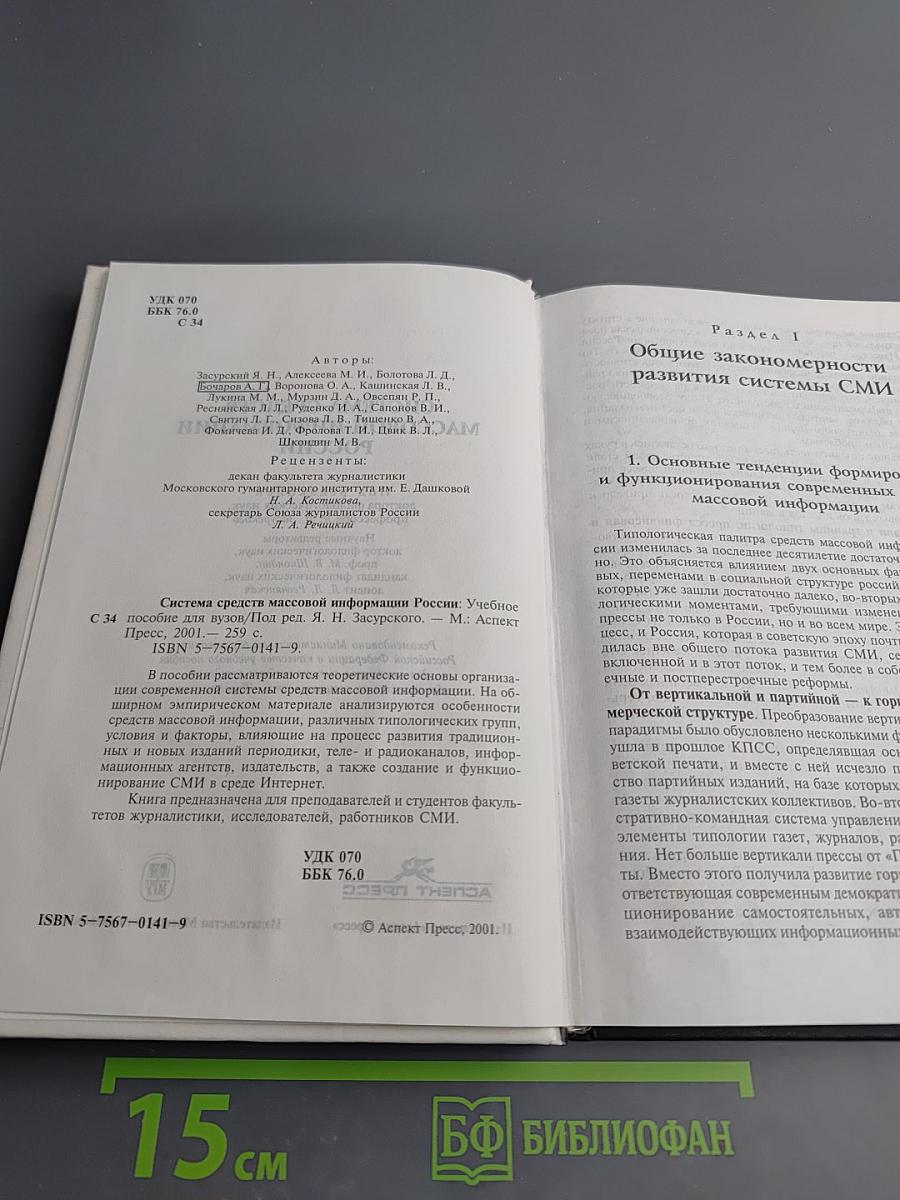 УДК 070
ББК 76.0
С 34
Авторы:
Засурский Я. Н., Алексеева М. И., Болотова Л. Д.,
Бочаров А. Г., Воронова О. А., Кашинская Л. В.,
Лукина М. М., Мурзин Д. А., Овсепян Р. П.,
Реснянская Л. Л., Руденко И. А., Сапонов В. И.,
Свитич Л. Г., Сизова Л. В., Тищенко В. А.,
Фомичева И. Д., Фролова Т. И., Цвик В. Л.,
Шкондин М. В.
Рецензенты:
декан факультета журналистики
Московского гуманитарного института им. Е. Дашковой
Н. А. Костикова,
секретарь Союза журналистов России
Л. А. Речицкий
Система средств массовой информации России: Учебное
С 34 пособие для вузов/Под ред. Я. Н. Засурского. — М.: Аспект
Пресс, 2001.— 259 с.
ISBN 5–7567–0141–9.
В пособии рассматриваются теоретические основы организа-
ции современной системы средств массовой информации. На об-
ширном эмпирическом материале анализируются особенности
средств массовой информации, различных типологических групп,
условия и факторы, влияющие на процесс развития традицион-
ных и новых изданий периодики, теле- и радиоканалов, инфор-
мационных агентств, издательств, а также создание и функцио-
нирование СМИ в среде Интернет.
Книга предназначена для преподавателей и студентов факуль-
тетов журналистики, исследователей, работников СМИ.
УДК 070
ББК 76.0
ISBN 5–7567–0141–9
© Аспект Пресс, 2001.
Раздел I
Общие закономерности
развития системы СМИ
1. Основные тенденции формиро
и функционирования современных
массовой информации
Типологическая палитра средств массовой инф
сии изменилась за последнее десятилетие достаточ
но. Это объясняется влиянием двух основных фа
вых, переменами в социальной структуре россий
которые уже зашли достаточно далеко, во-вторых
логическими моментами, требующими изменен
прессы не только в России, но и во всем мире. Э
цесс, и Россия, которая в советскую эпоху почти
дилась вне общего потока развития СМИ, се
включенной и в этот поток, и тем более в собс
ечные и постперестроечные реформы.
От вертикальной и партийной — к гори
мерческой структуре. Преобразование верти
парадигмы было обусловлено несколькими ф
ушла в прошлое КПСС, определявшая осн
ветской печати, и вместе с ней исчезло п
ство партийных изданий, на базе которых
газеты журналистских коллективов. Во-вто
стративно-командная система управлени
элементы типологии газет, журналов, ра
ния. Нет больше вертикали прессы от «П
ты. Вместо этого получила развитие гор
ответствующая современным демократи
ционирование самостоятельных, авт
взаимодействующих информационны
15 см
БФ БИБЛИОФАН